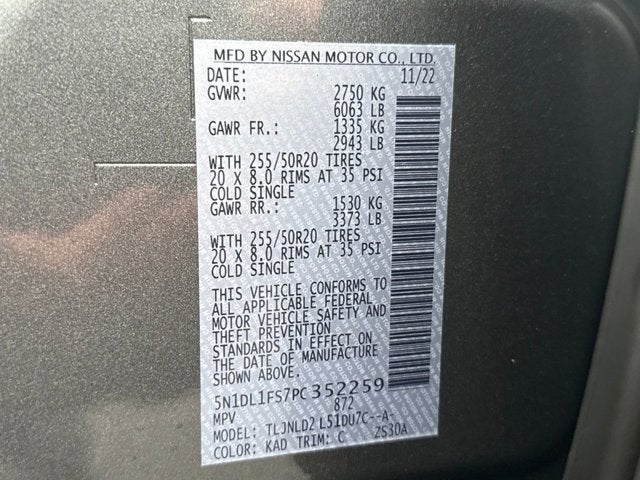 MFD BY NISSAN MOTOR CO., LTD.
DATE: 11/22
GVWR: 2750 KG
6063 LB
GAWR FR.: 1335 KG
2943 LB
WITH 255/50R20 TIRES
20 X 8.0 RIMS AT 35 PSI
COLD SINGLE
GAWR RR.: 1530 KG
3373 LB
WITH 255/50R20 TIRES
20 X 8.0 RIMS AT 35 PSI
COLD SINGLE
THIS VEHICLE CONFORMS TO
ALL APPLICABLE FEDERAL
MOTOR VEHICLE SAFETY AND
THEFT PREVENTION
STANDARDS IN EFFECT ON
THE DATE OF MANUFACTURE
SHOWN ABOVE.
5N1DL1FS7PC352259
MPV 872
MODEL: TLJNLD2 L51DU7C--A-
COLOR: KAD TRIM: C ZS30A